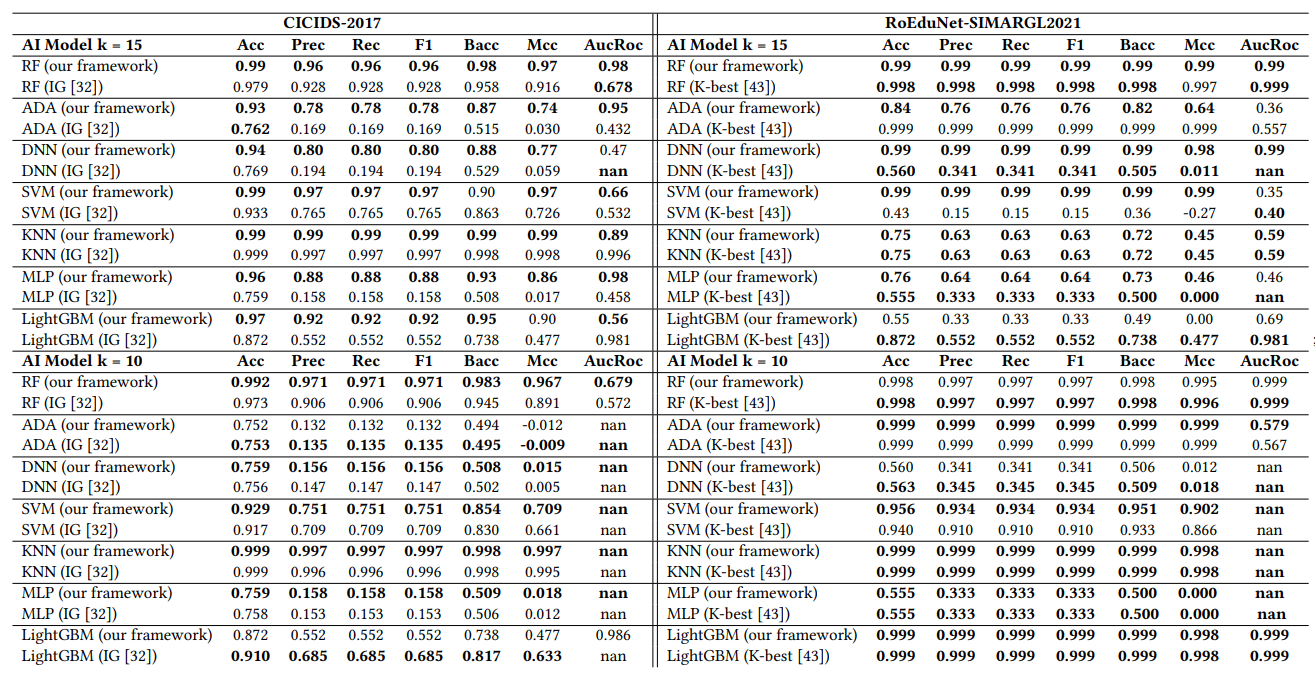 CICIDS-2017 RoEduNet-SIMARGL2021
AI Model k = 15 Acc Prec Rec F1 Bacc Mcc AucRoc AI Model k = 15 Acc Prec Rec F1 Bacc Mcc AucRoc
RF (our framework) 0.99 0.96 0.96 0.96 0.98 0.97 0.98 RF (our framework) 0.99 0.99 0.99 0.99 0.99 0.99 0.99
RF (IG [32]) 0.979 0.928 0.928 0.928 0.958 0.916 0.678 RF (K-best [43]) 0.998 0.998 0.998 0.998 0.998 0.997 0.999
ADA (our framework) 0.93 0.78 0.78 0.78 0.87 0.74 0.95 ADA (our framework) 0.84 0.76 0.76 0.76 0.82 0.64 0.36
ADA (IG [32]) 0.762 0.169 0.169 0.169 0.515 0.030 0.432 ADA (K-best [43]) 0.999 0.999 0.999 0.999 0.999 0.999 0.557
DNN (our framework) 0.94 0.80 0.80 0.80 0.88 0.77 0.47 DNN (our framework) 0.99 0.99 0.99 0.99 0.99 0.98 0.99
DNN (IG [32]) 0.769 0.194 0.194 0.194 0.529 0.059 nan DNN (K-best [43]) 0.560 0.341 0.341 0.341 0.505 0.011 nan
SVM (our framework) 0.99 0.97 0.97 0.97 0.90 0.97 0.66 SVM (our framework) 0.99 0.99 0.99 0.99 0.99 0.99 0.35
SVM (IG [32]) 0.933 0.765 0.765 0.765 0.863 0.726 0.532 SVM (K-best [43]) 0.43 0.15 0.15 0.15 0.36 -0.27 0.40
KNN (our framework) 0.99 0.99 0.99 0.99 0.99 0.99 0.89 KNN (our framework) 0.75 0.63 0.63 0.63 0.72 0.45 0.59
KNN (IG [32]) 0.999 0.997 0.997 0.997 0.998 0.998 0.996 KNN (K-best [43]) 0.75 0.63 0.63 0.63 0.72 0.45 0.59
MLP (our framework) 0.96 0.88 0.88 0.88 0.93 0.86 0.98 MLP (our framework) 0.76 0.64 0.64 0.64 0.73 0.46 0.46
MLP (IG [32]) 0.759 0.158 0.158 0.158 0.508 0.017 0.458 MLP (K-best [43]) 0.555 0.333 0.333 0.333 0.500 0.000 nan
LightGBM (our framework) 0.97 0.92 0.92 0.92 0.95 0.90 0.56 LightGBM (our framework) 0.55 0.33 0.33 0.33 0.49 0.00 0.69
LightGBM (IG [32]) 0.872 0.552 0.552 0.552 0.738 0.477 0.981 LightGBM (K-best [43]) 0.872 0.552 0.552 0.552 0.738 0.477 0.981
AI Model k = 10 Acc Prec Rec F1 Bacc Mcc AucRoc AI Model k = 10 Acc Prec Rec F1 Bacc Mcc AucRoc
RF (our framework) 0.992 0.971 0.971 0.971 0.983 0.967 0.679 RF (our framework) 0.998 0.997 0.997 0.997 0.998 0.995 0.999
RF (IG [32]) 0.973 0.906 0.906 0.906 0.945 0.891 0.572 RF (K-best [43]) 0.998 0.997 0.997 0.997 0.998 0.996 0.999
ADA (our framework) 0.752 0.132 0.132 0.132 0.494 -0.012 nan ADA (our framework) 0.999 0.999 0.999 0.999 0.999 0.999 0.579
ADA (IG [32]) 0.753 0.135 0.135 0.135 0.495 -0.009 nan ADA (K-best [43]) 0.999 0.999 0.999 0.999 0.999 0.999 0.567
DNN (our framework) 0.759 0.156 0.156 0.156 0.508 0.015 nan DNN (our framework) 0.560 0.341 0.341 0.341 0.506 0.012 nan
DNN (IG [32]) 0.756 0.147 0.147 0.147 0.502 0.005 nan DNN (K-best [43]) 0.563 0.345 0.345 0.345 0.509 0.018 nan
SVM (our framework) 0.929 0.751 0.751 0.751 0.854 0.709 nan SVM (our framework) 0.956 0.934 0.934 0.934 0.951 0.902 nan
SVM (IG [32]) 0.917 0.709 0.709 0.709 0.830 0.661 nan SVM (K-best [43]) 0.940 0.910 0.910 0.910 0.933 0.866 nan
KNN (our framework) 0.999 0.997 0.997 0.997 0.998 0.997 nan KNN (our framework) 0.999 0.999 0.999 0.999 0.999 0.998 nan
KNN (IG [32]) 0.999 0.996 0.996 0.996 0.998 0.995 nan KNN (K-best [43]) 0.999 0.999 0.999 0.999 0.999 0.998 nan
MLP (our framework) 0.759 0.158 0.158 0.158 0.509 0.018 nan MLP (our framework) 0.555 0.333 0.333 0.333 0.500 0.000 nan
MLP (IG [32]) 0.758 0.153 0.153 0.153 0.506 0.012 nan MLP (K-best [43]) 0.555 0.333 0.333 0.333 0.500 0.000 nan
LightGBM (our framework) 0.872 0.552 0.552 0.552 0.738 0.477 0.986 LightGBM (our framework) 0.999 0.999 0.999 0.999 0.999 0.998 0.999
LightGBM (IG [32]) 0.910 0.685 0.685 0.685 0.817 0.633 nan LightGBM (K-best [43]) 0.999 0.999 0.999 0.999 0.999 0.998 0.999